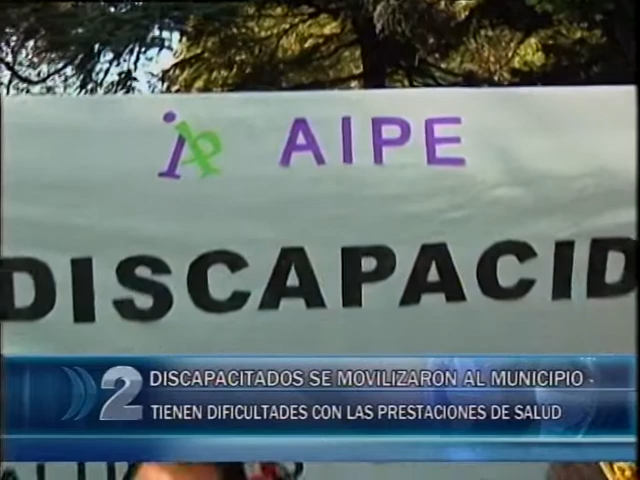 AIPE
DISCAPACID
2
DISCAPACITADOS SE MOVILIZARON AL MUNICIPIO -
TIENEN DIFICULTADES CON LAS PRESTACIONES DE SALUD